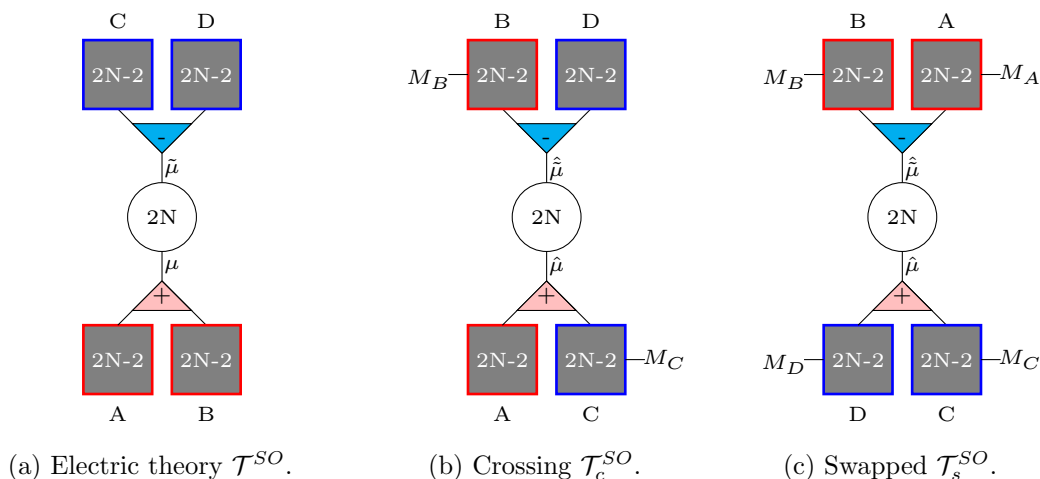 C D
2N-2 2N-2
-
μ̃
2N
μ
+
2N-2 2N-2
A B
(a) Electric theory 𝒯^{SO}.
B D
M_B 2N-2 2N-2
-
μ̃̂
2N
μ̂
+
2N-2 2N-2 M_C
A C
(b) Crossing 𝒯_c^{SO}.
B A
M_B 2N-2 2N-2 M_A
-
μ̃̂
2N
μ̂
+
M_D 2N-2 2N-2 M_C
D C
(c) Swapped 𝒯_s^{SO}.